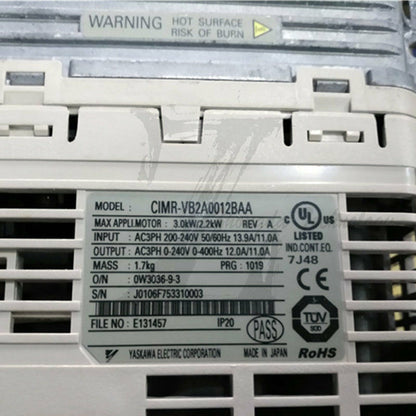 WARNING HOT SURFACE
RISK OF BURN
MODEL : CIMR-VB2A0012BAA
MAX APPLI.MOTOR : 3.0kW/2.2kW REV : A
INPUT : AC3PH 200-240V 50/60Hz 13.9A/11.0A
OUTPUT : AC3PH 0-240V 0-400Hz 12.0A/11.0A
MASS : 1.7kg PRG : 1019
O/N : 0W3036-9-3
S/N : J0106F753310003
FILE NO : E131457 IP20
YASKAWA ELECTRIC CORPORATION MADE IN JAPAN
PASS
C UL US
LISTED
IND.CONT.EQ.
7J48
TÜV
RoHS